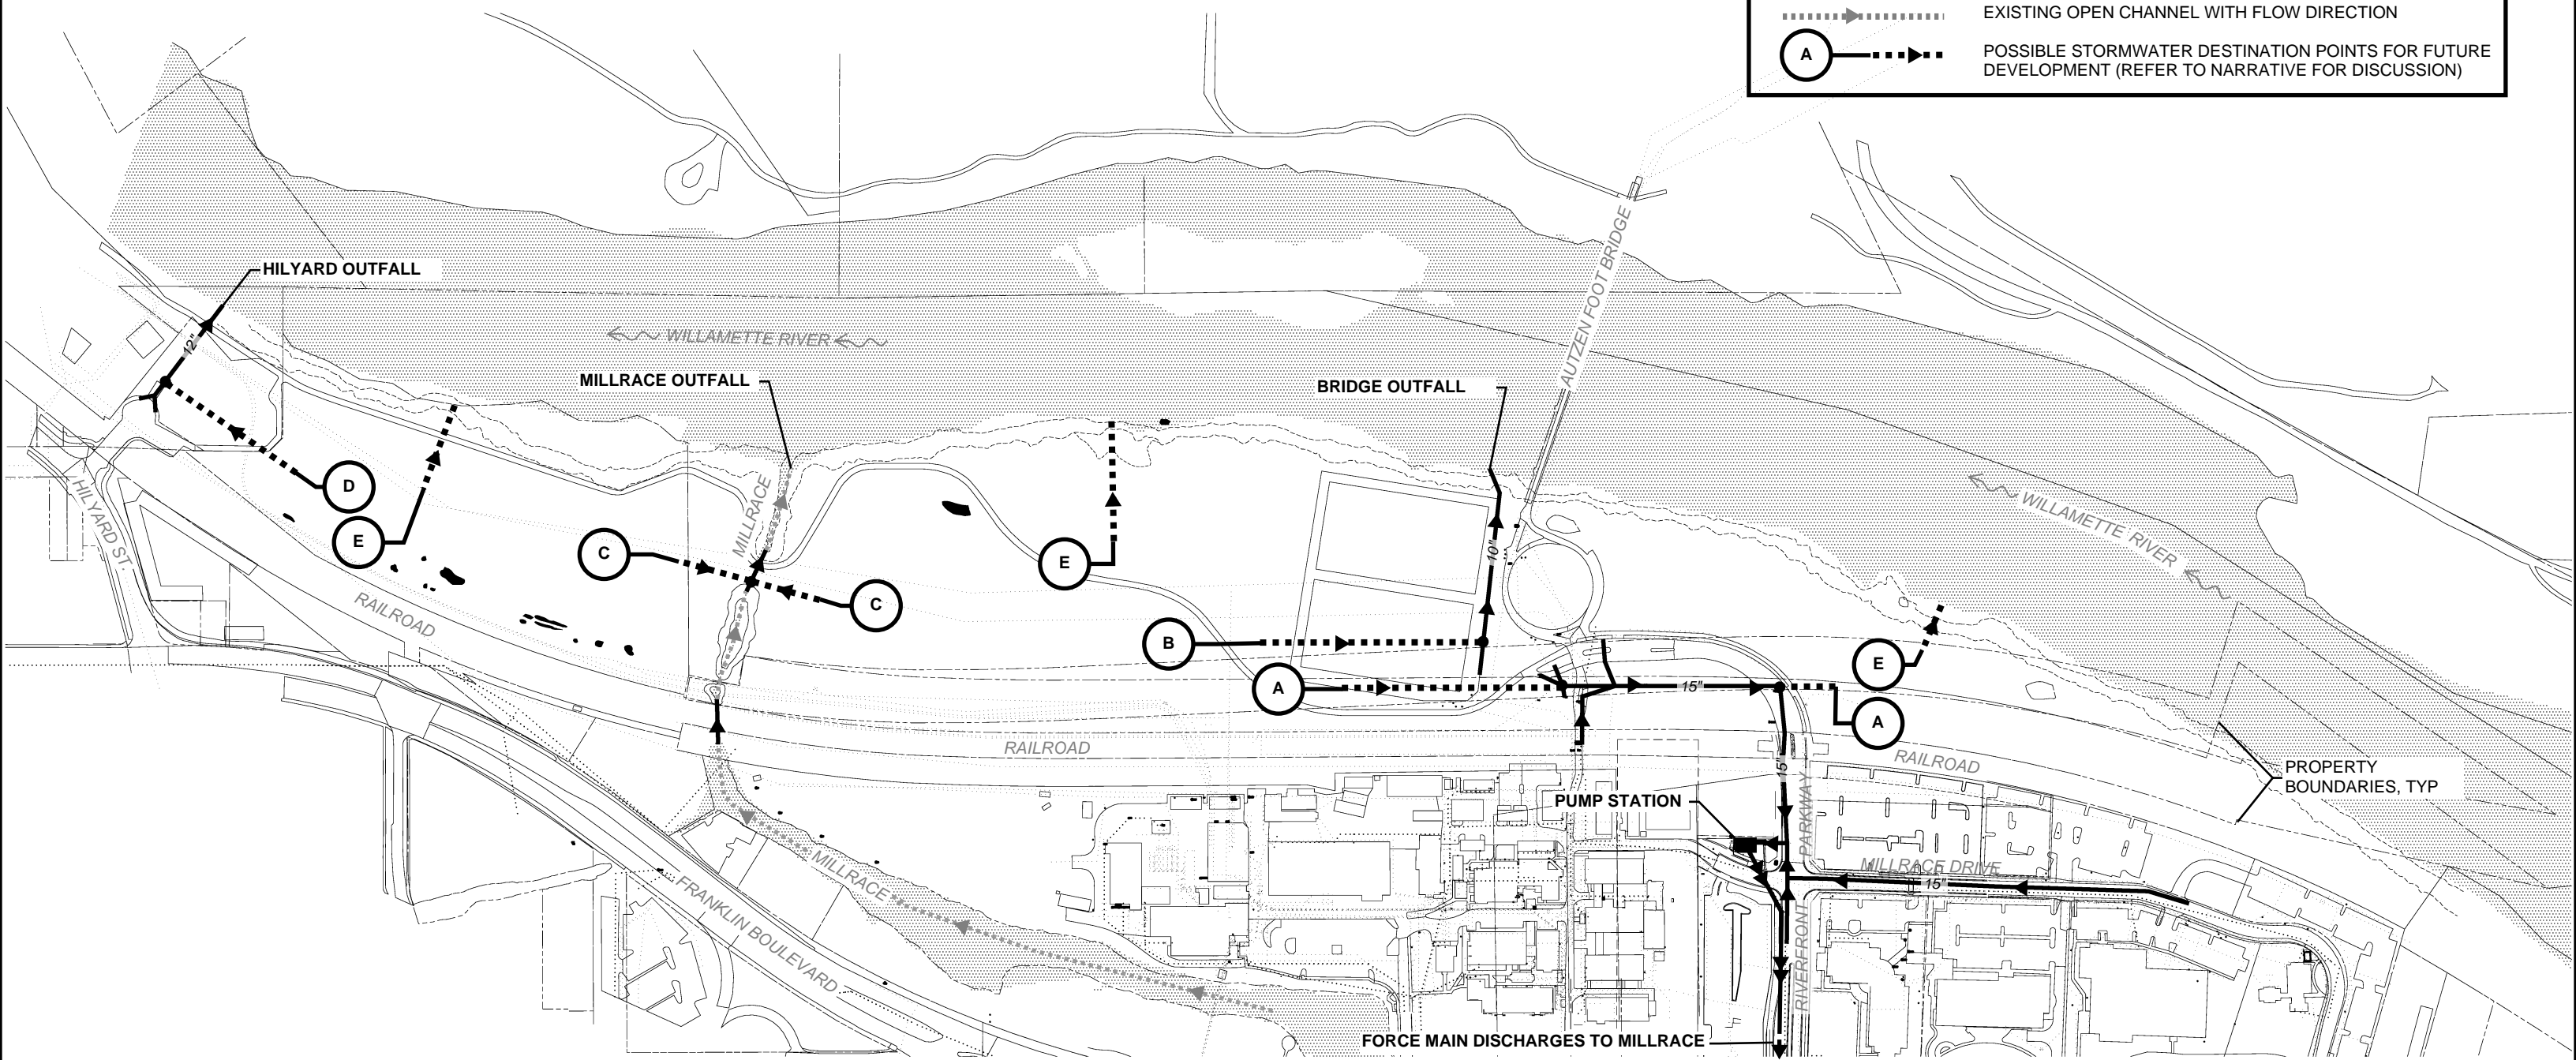 EXISTING OPEN CHANNEL WITH FLOW DIRECTION
A
POSSIBLE STORMWATER DESTINATION POINTS FOR FUTURE
DEVELOPMENT (REFER TO NARRATIVE FOR DISCUSSION)
HILYARD OUTFALL
12"
WILLAMETTE RIVER
AUTZEN FOOT BRIDGE
MILLRACE OUTFALL
BRIDGE OUTFALL
D
E
HILYARD ST.
MILLRACE
C
C
E
10"
WILLAMETTE RIVER
RAILROAD
B
A
15"
E
A
RAILROAD
RAILROAD
15"
PROPERTY
BOUNDARIES, TYP
PUMP STATION
PARKWAY
MILLRACE
MILLRACE DRIVE
15"
FRANKLIN BOULEVARD
RIVERFRONT
FORCE MAIN DISCHARGES TO MILLRACE